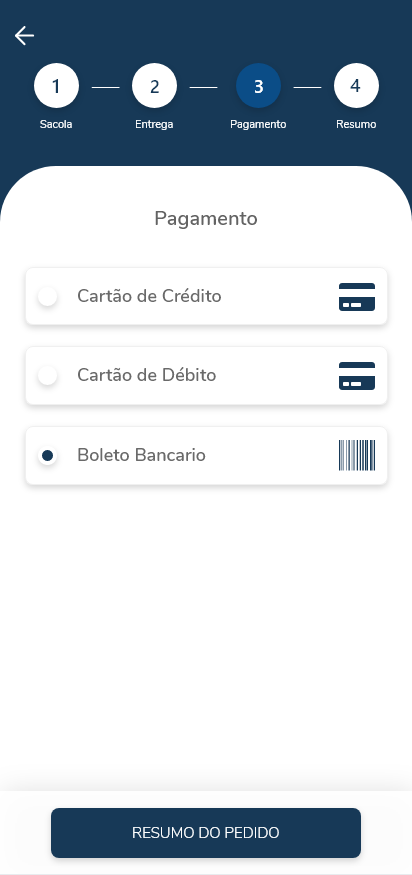 1 2 3 4
Sacola Entrega Pagamento Resumo
Pagamento
Cartão de Crédito
Cartão de Débito
Boleto Bancario
RESUMO DO PEDIDO